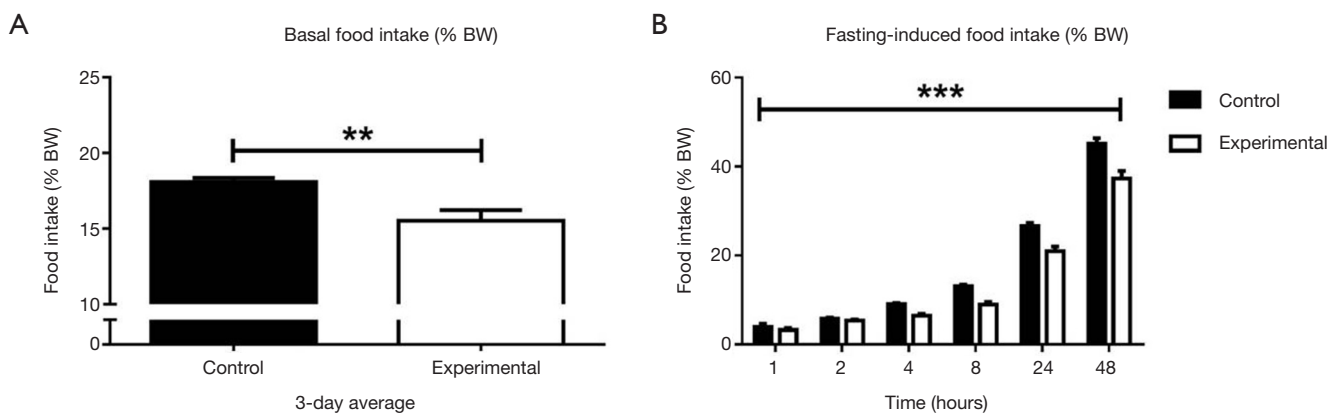 A
Basal food intake (% BW)
Food intake (% BW)
25
20
15
10
0
**
Control
Experimental
3-day average
B
Fasting-induced food intake (% BW)
Food intake (% BW)
60
40
20
0
***
1 2 4 8 24 48
Time (hours)
Control
Experimental